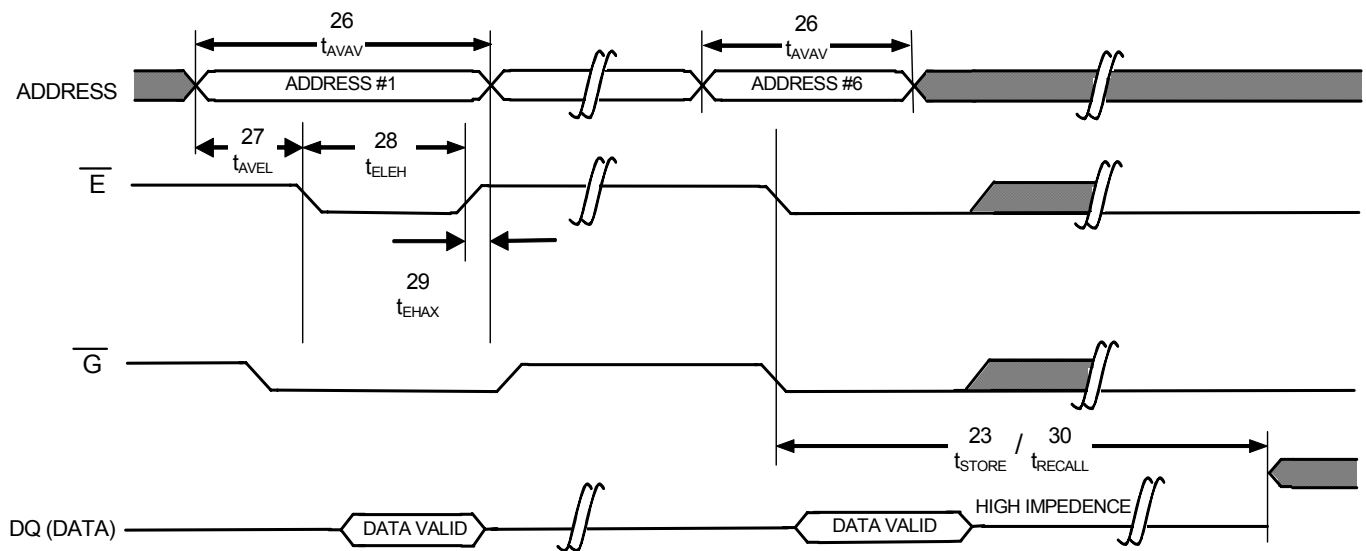 26
tAVAV
26
tAVAV
ADDRESS
ADDRESS #1
ADDRESS #6
27
tAVEL
28
tELEH
E
29
tEHAX
G
23 / 30
tSTORE tRECALL
HIGH IMPEDENCE
DQ (DATA)
DATA VALID
DATA VALID